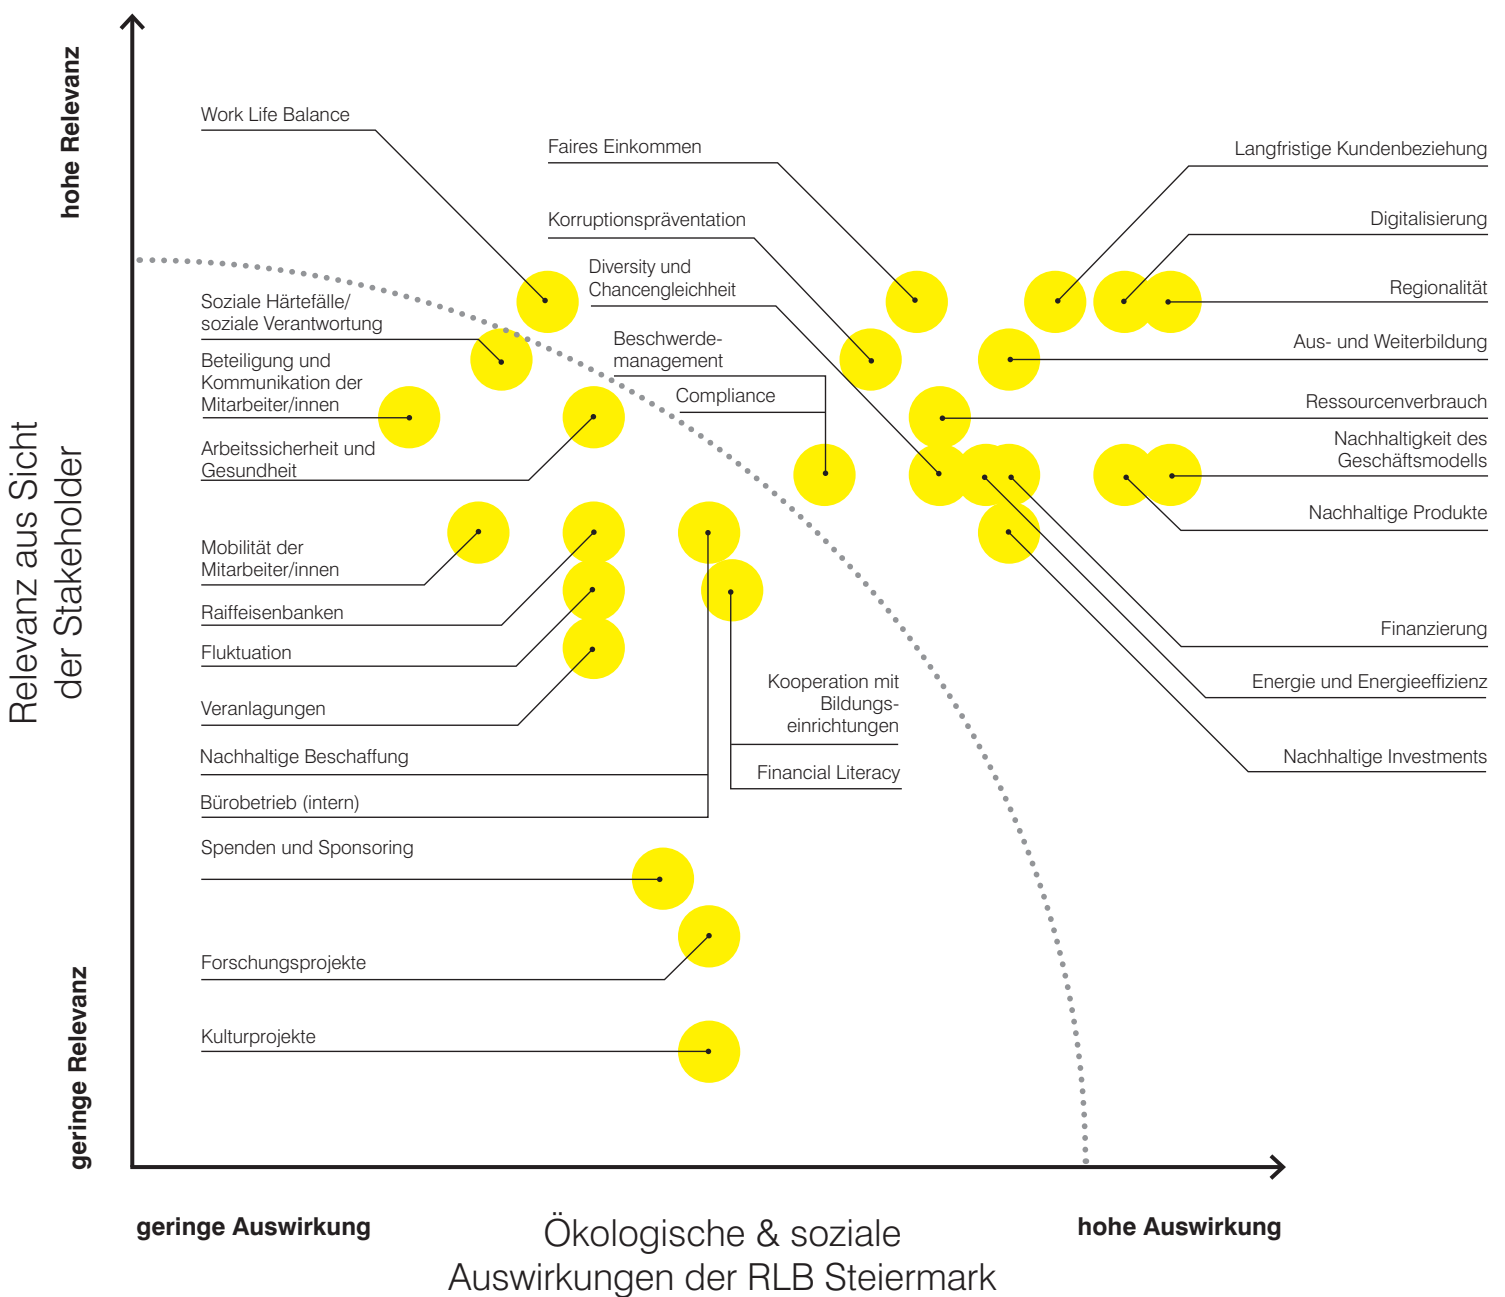 hohe Relevanz
Relevanz aus Sicht
der Stakeholder
geringe Relevanz
Work Life Balance
Soziale Härtefälle/
soziale Verantwortung
Beteiligung und
Kommunikation der
Mitarbeiter/innen
Arbeitssicherheit und
Gesundheit
Mobilität der
Mitarbeiter/innen
Raiffeisenbanken
Fluktuation
Veranlagungen
Nachhaltige Beschaffung
Bürobetrieb (intern)
Spenden und Sponsoring
Forschungsprojekte
Kulturprojekte
Faires Einkommen
Korruptionspräventation
Diversity und
Chancengleichheit
Beschwerde-
management
Compliance
Kooperation mit
Bildungs-
einrichtungen
Financial Literacy
Langfristige Kundenbeziehung
Digitalisierung
Regionalität
Aus- und Weiterbildung
Ressourcenverbrauch
Nachhaltigkeit des
Geschäftsmodells
Nachhaltige Produkte
Finanzierung
Energie und Energieeffizienz
Nachhaltige Investments
geringe Auswirkung
Ökologische & soziale
Auswirkungen der RLB Steiermark
hohe Auswirkung